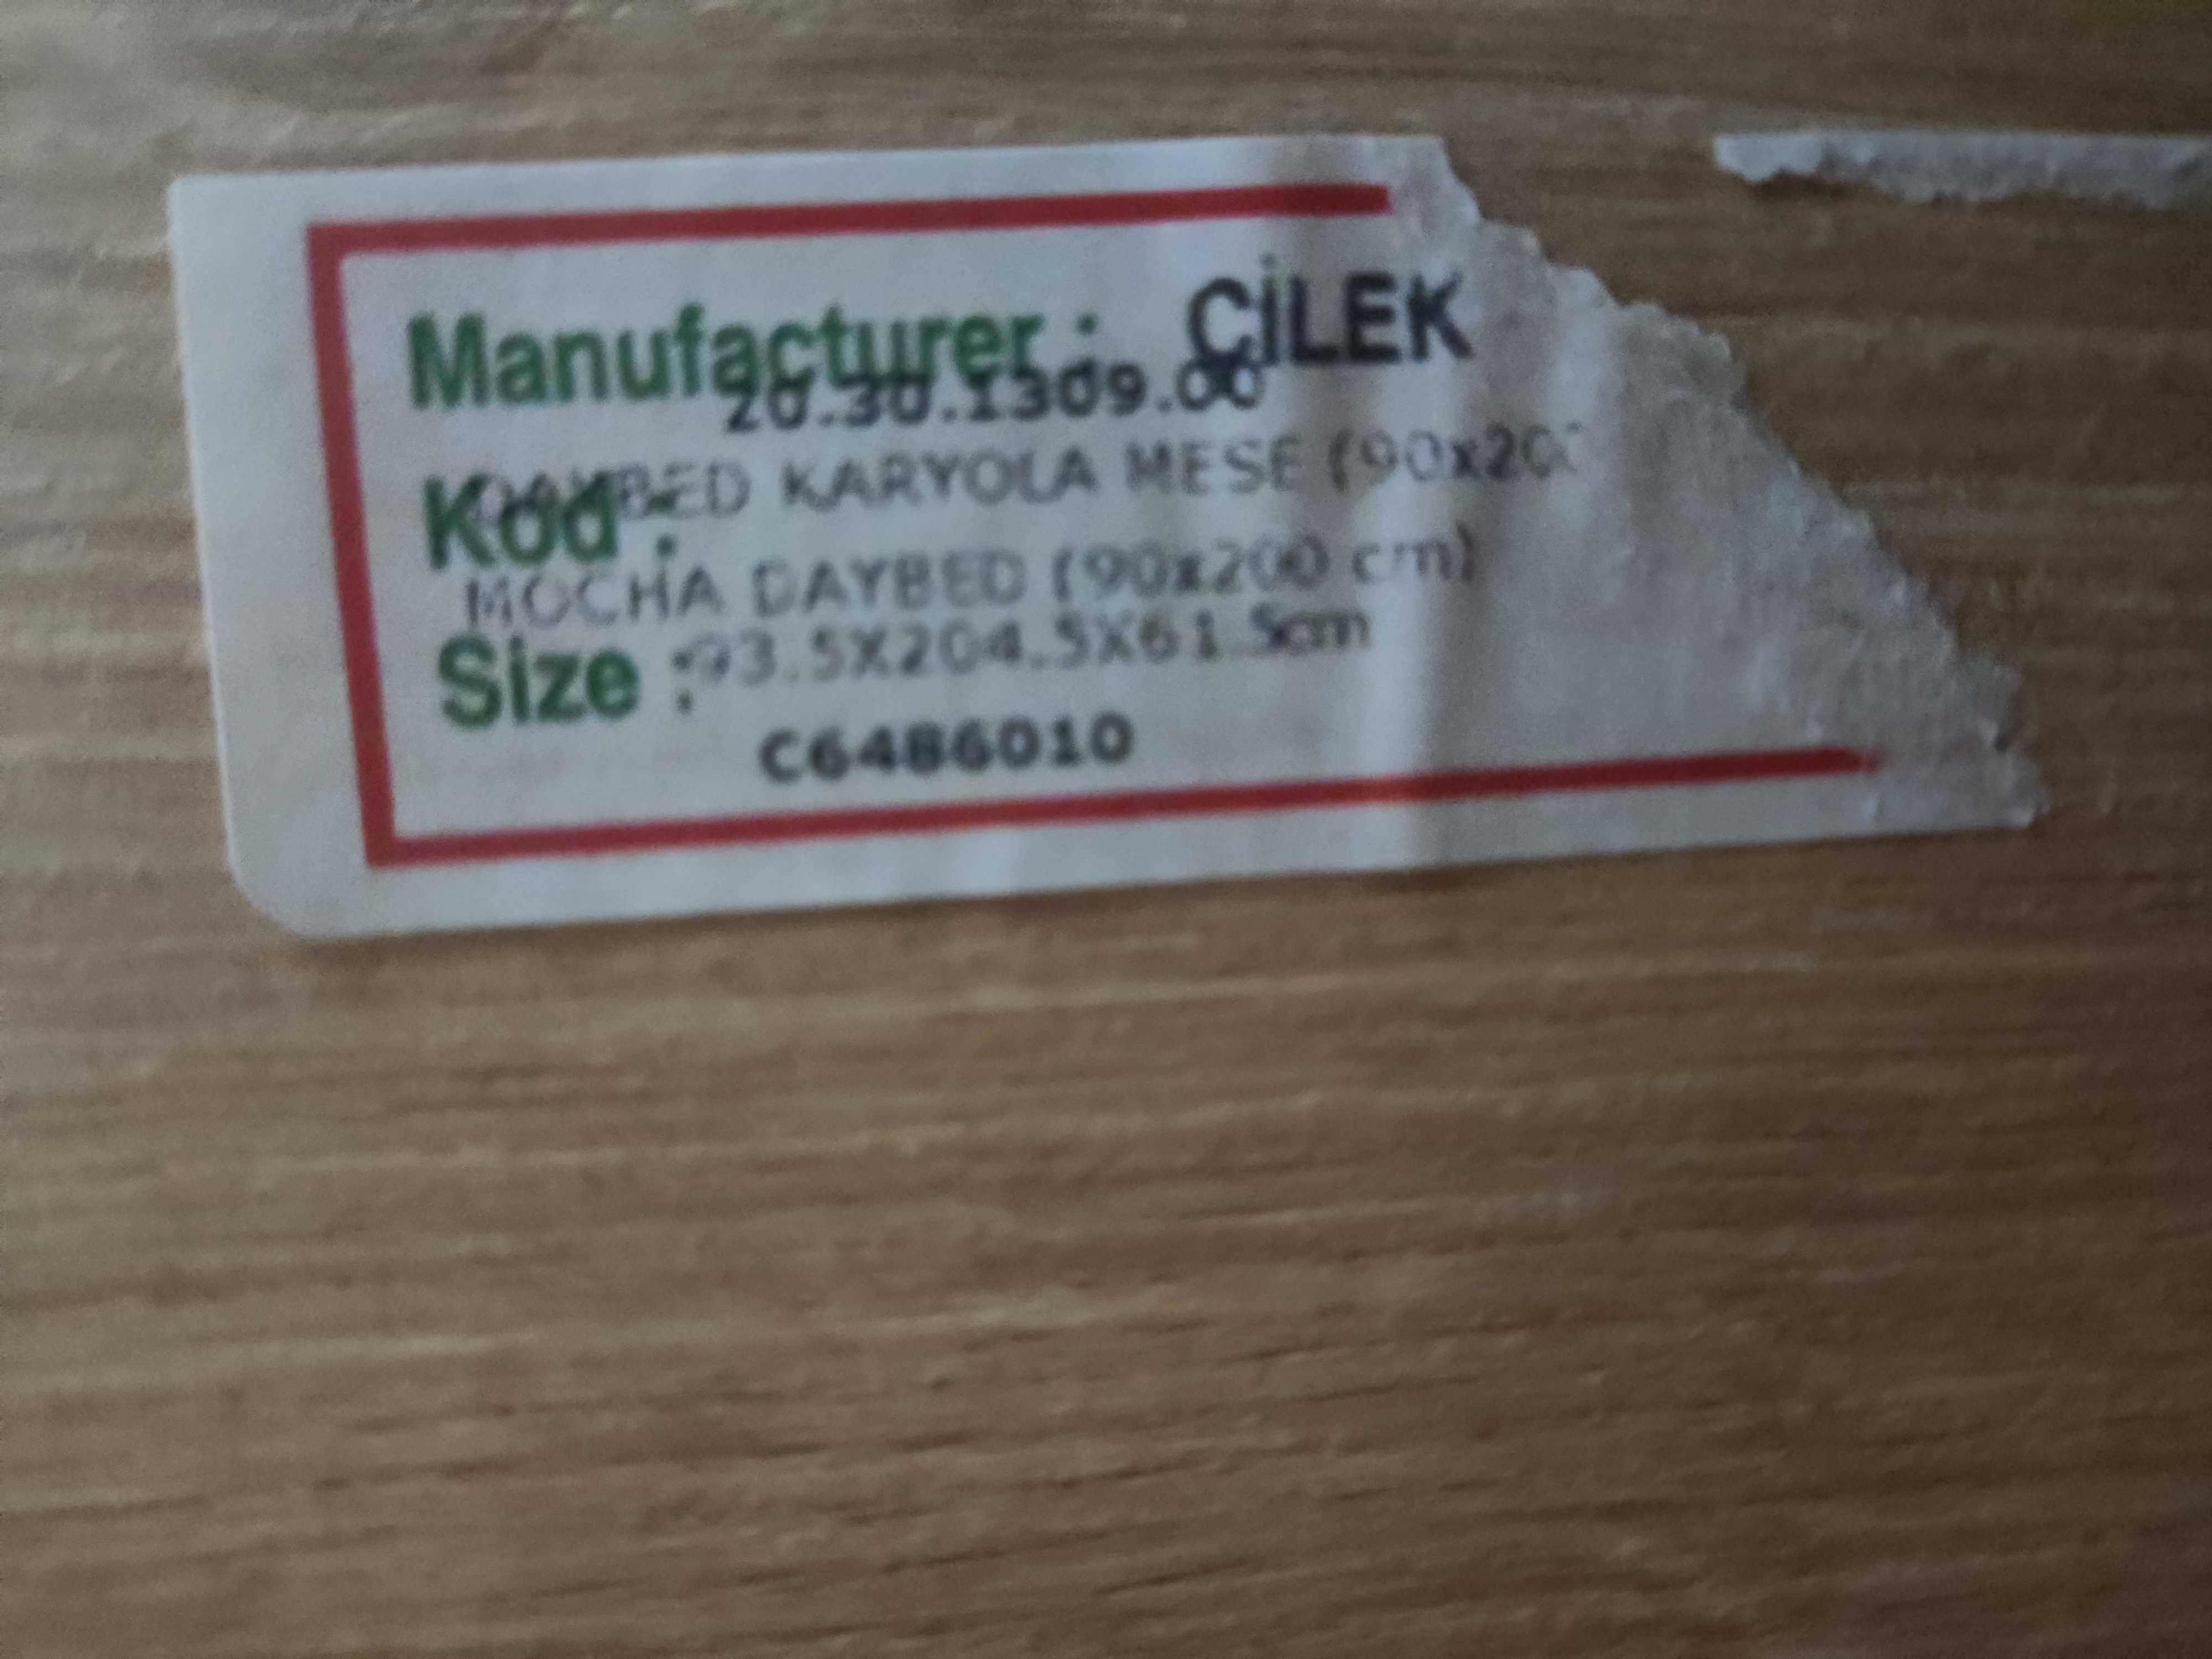 Manufacturer : ÇİLEK
20.30.1309.00
Kod :
DAYBED KARYOLA MESE (90x200
MOCHA DAYBED (90x200 cm)
Size : 93.5X204.5X61.5cm
C6486010